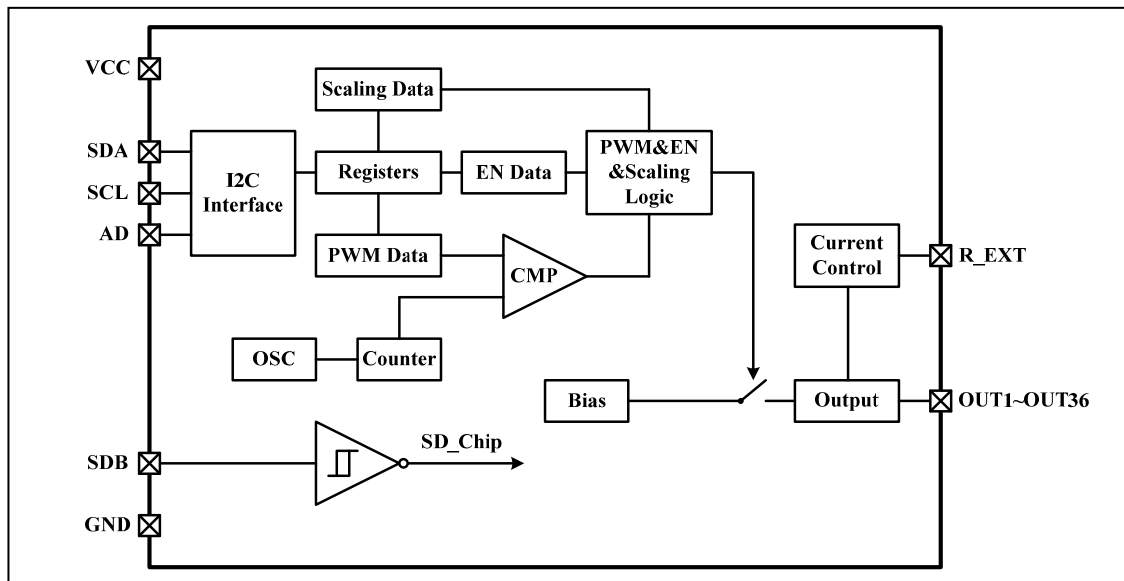 VCC
Scaling Data
SDA
SCL
AD
I2C
Interface
Registers
EN Data
PWM&EN
&Scaling
Logic
PWM Data
CMP
Current
Control
R_EXT
OSC
Counter
Bias
Output
OUT1~OUT36
SDB
SD_Chip
GND